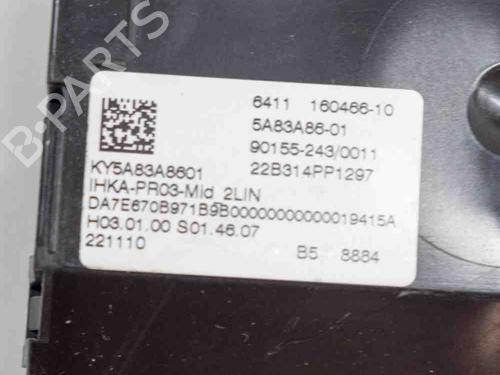 B-PARTS
6411 160466-10
5A83A86-01
90155-243/0011
KY5A83A8601 22B314PP1297
IHKA-PR03-Mid 2LIN
DA7E670B971B9B00000000000019415A
H03.01.00 S01.46.07
221110 B5 8884